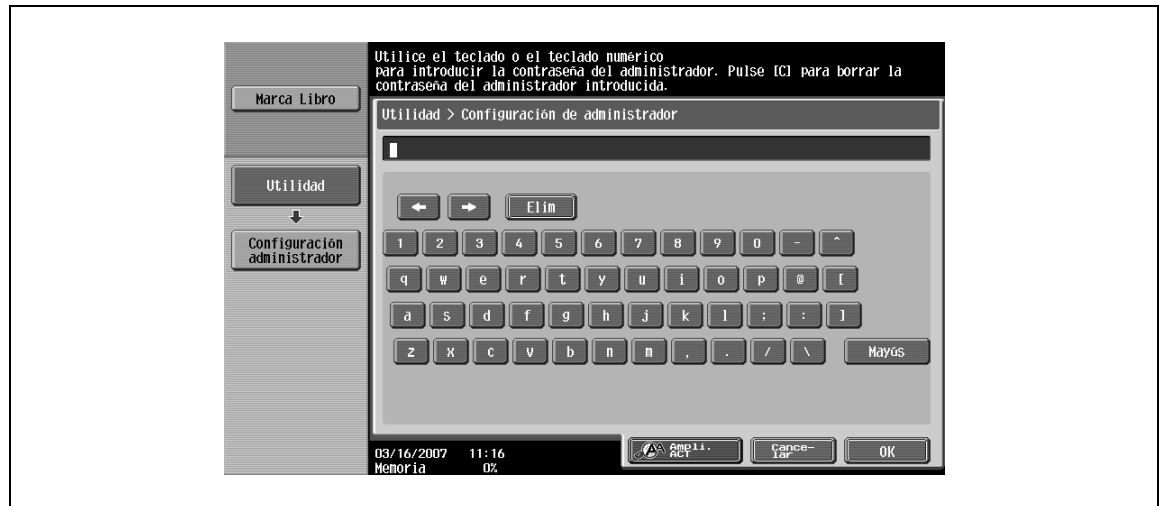 Utilice el teclado o el teclado numérico
para introducir la contraseña del administrador. Pulse [C] para borrar la
contraseña del administrador introducida.
Marca Libro
Utilidad > Configuración de administrador
Utilidad
Configuración
administrador
Elim
1 2 3 4 5 6 7 8 9 0 - ^
q w e r t y u i o p @ [
a s d f g h j k l ; : ]
z x c v b n m , . / \ Mayús
Ampli.
ACT
Cance-
lar
OK
03/16/2007 11:16
Memoria 0%